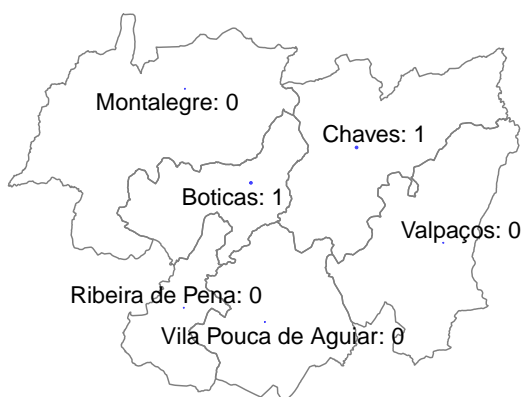 Montalegre: 0
Chaves: 1
Boticas: 1
Valpaços: 0
Ribeira de Pena: 0
Vila Pouca de Aguiar: 0